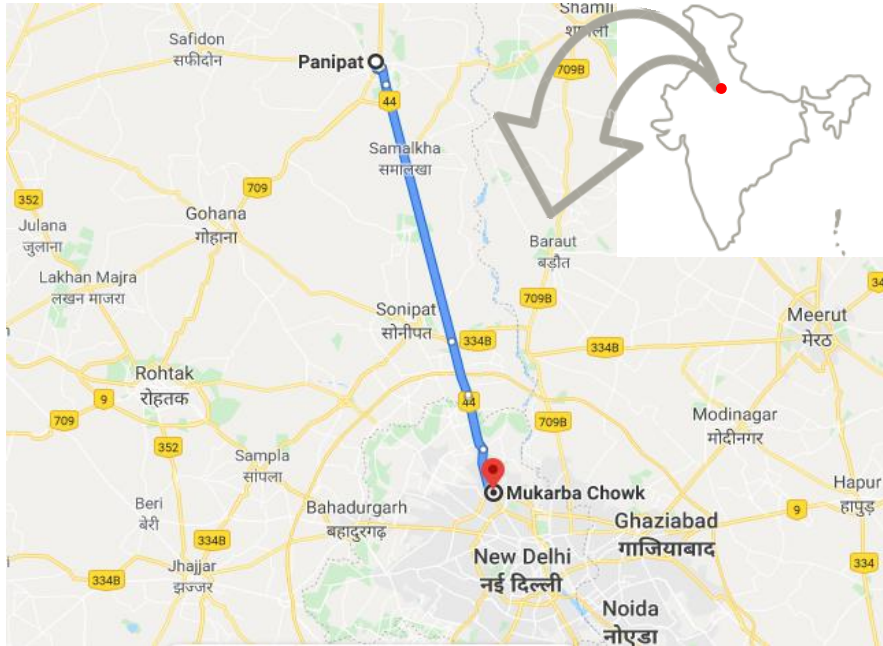 Shamli
शामली
Safidon
सफीदोन
Panipat
709B
44
Samalkha
समालखा
709
352
Gohana
गोहाना
Julana
जुलाना
Baraut
बड़ौत
Lakhan Majra
लखन माजरा
34
709B
Sonipat
सोनीपत
Meerut
मेरठ
334B
334B
Rohtak
रोहतक
9
44
709
709B
Modinagar
मोदीनगर
352
Sampla
सांपला
Hapur
हापुड़
Mukarba Chowk
Beri
बेरी
Bahadurgarh
बहादुरगढ़
9
Ghaziabad
गाजियाबाद
New Delhi
नई दिल्ली
Jhajjar
झज्जर
334B
334
Noida
नोएडा